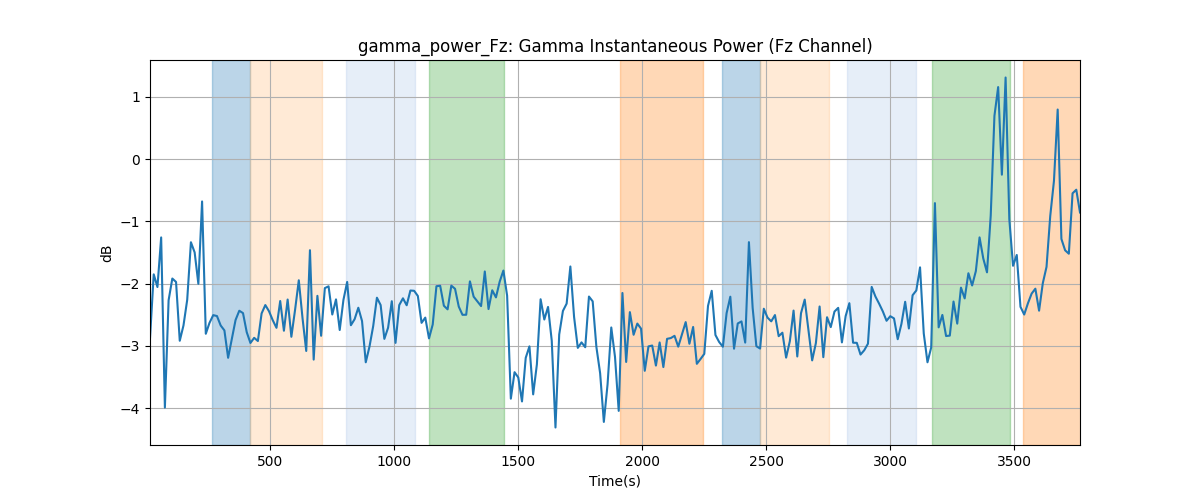 gamma_power_Fz: Gamma Instantaneous Power (Fz Channel)
1
0
−1
−2
−3
−4
dB
500 1000 1500 2000 2500 3000 3500
Time(s)